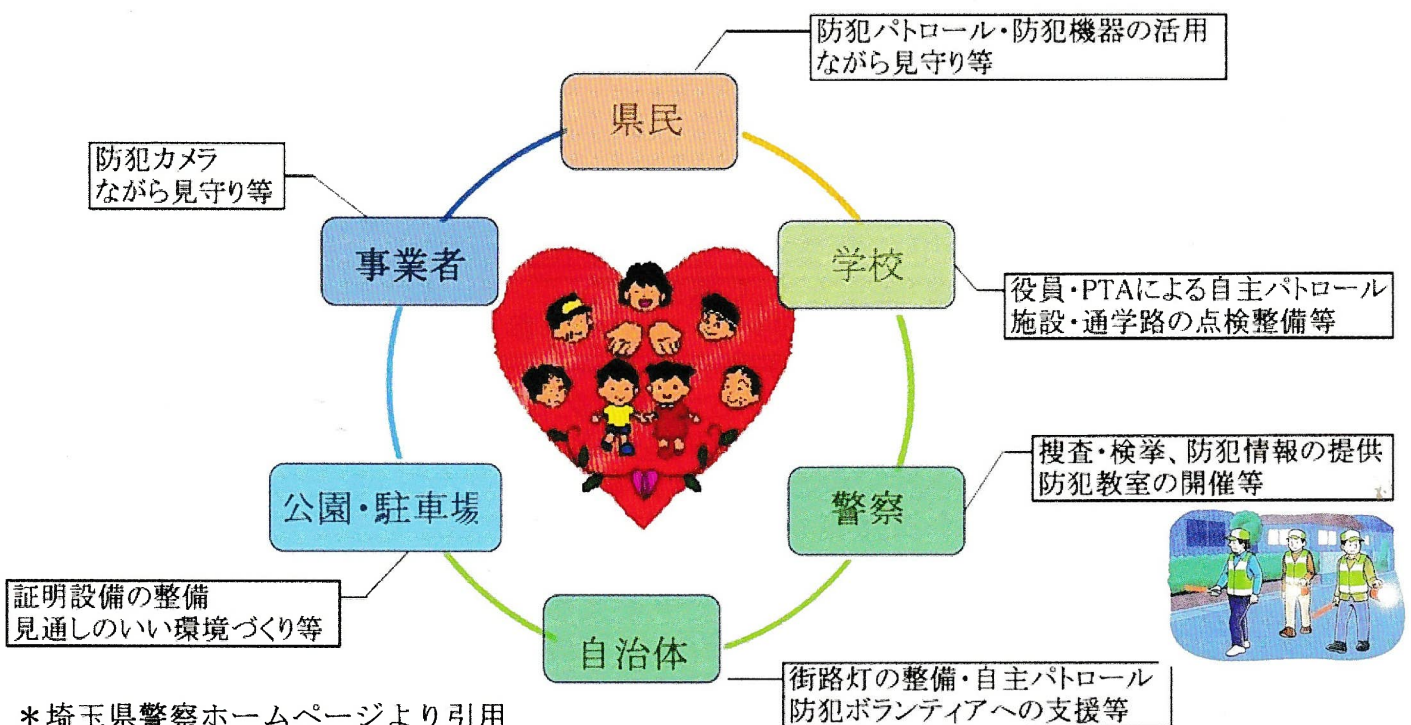 防犯パトロール・防犯機器の活用
ながら見守り等
県民
防犯カメラ
ながら見守り等
事業者
学校
役員・PTAによる自主パトロール
施設・通学路の点検整備等
捜査・検挙、防犯情報の提供
防犯教室の開催等
公園・駐車場
警察
証明設備の整備
見通しのいい環境づくり等
自治体
街路灯の整備・自主パトロール
防犯ボランティアへの支援等
*埼玉県警察ホームページより引用